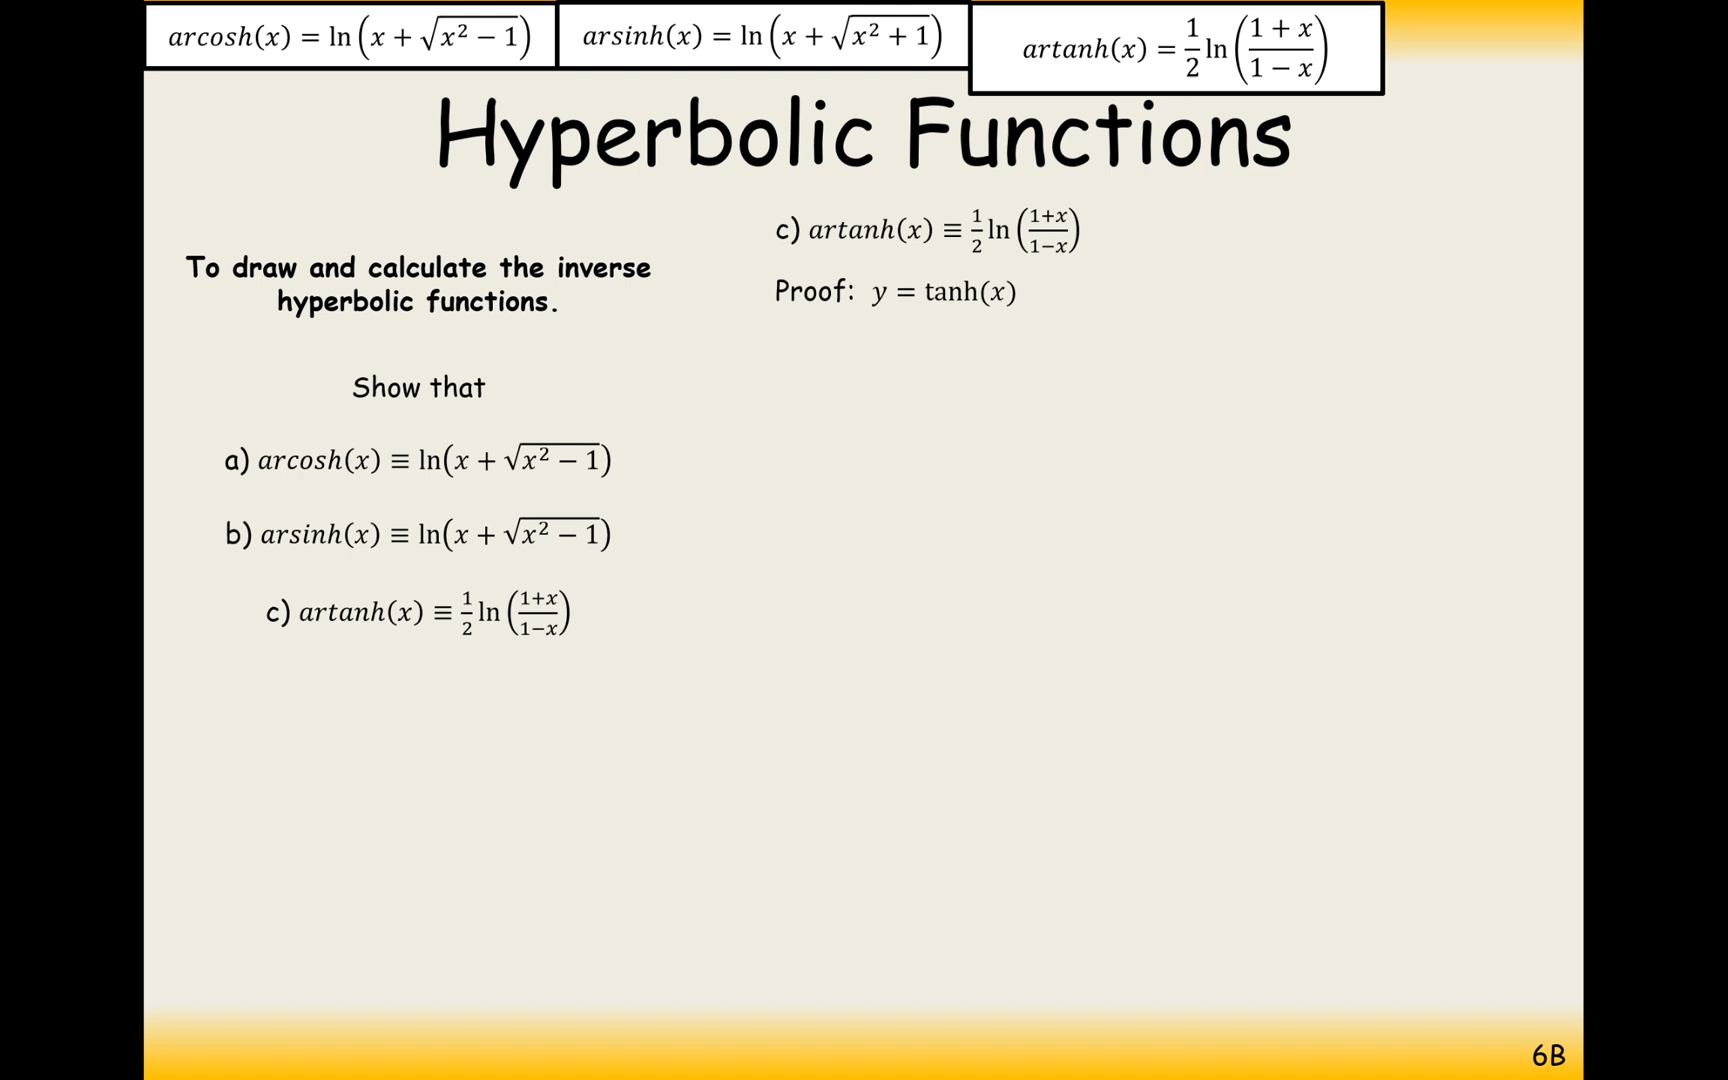 arcosh(x) = ln(x + √(x² − 1))
arsinh(x) = ln(x + √(x² + 1))
artanh(x) = 1/2 ln((1 + x)/(1 − x))
Hyperbolic Functions
To draw and calculate the inverse
hyperbolic functions.
Show that
a) arcosh(x) ≡ ln(x + √(x² − 1))
b) arsinh(x) ≡ ln(x + √(x² − 1))
c) artanh(x) ≡ 1/2 ln((1+x)/(1−x))
c) artanh(x) ≡ 1/2 ln((1+x)/(1−x))
Proof: y = tanh(x)
6B